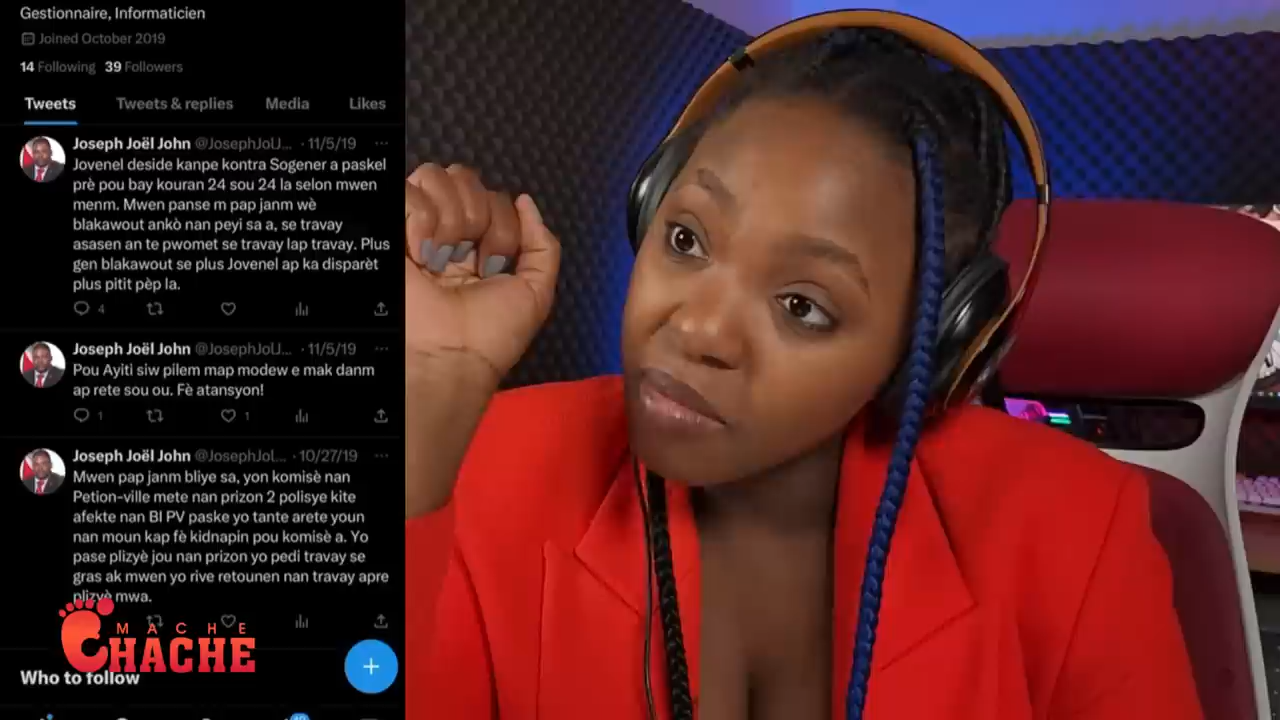 Gestionnaire, Informaticien
Joined October 2019
14 Following 39 Followers
Tweets Tweets & replies Media Likes
Joseph Joël John @JosephJolJ... · 11/5/19 ...
Jovenel deside kanpe kontra Sogener a paskel
prè pou bay kouran 24 sou 24 la selon mwen
menm. Mwen panse m pap janm wè
blakawout ankò nan peyi sa a, se travay
asasen an te pwomet se travay lap travay. Plus
gen blakawout se plus Jovenel ap ka disparèt
plus pitit pèp la.
4
Joseph Joël John @JosephJolJ... · 11/5/19 ...
Pou Ayiti siw pilem map modew e mak danm
ap rete sou ou. Fè atansyon!
1 1
Joseph Joël John @JosephJol... · 10/27/19 ...
Mwen pap janm bliye sa, yon komisè nan
Petion-ville mete nan prizon 2 polisye kite
afekte nan BI PV paske yo tante arete youn
nan moun kap fè kidnapin pou komisè a. Yo
pase plizyè jou nan prizon yo pedi travay se
gras ak mwen yo rive retounen nan travay apre
plizyè mwa.
MACHE
CHACHE
Who to follow